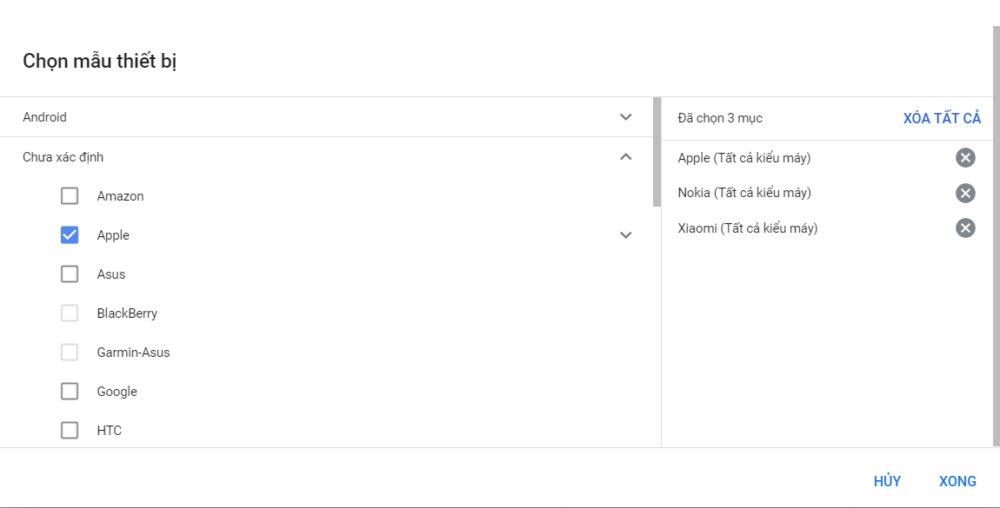 Chọn mẫu thiết bị
Android
Chưa xác định
Amazon
Apple
Asus
BlackBerry
Garmin-Asus
Google
HTC
Đã chọn 3 mục
XÓA TẤT CẢ
Apple (Tất cả kiểu máy)
Nokia (Tất cả kiểu máy)
Xiaomi (Tất cả kiểu máy)
HỦY
XONG